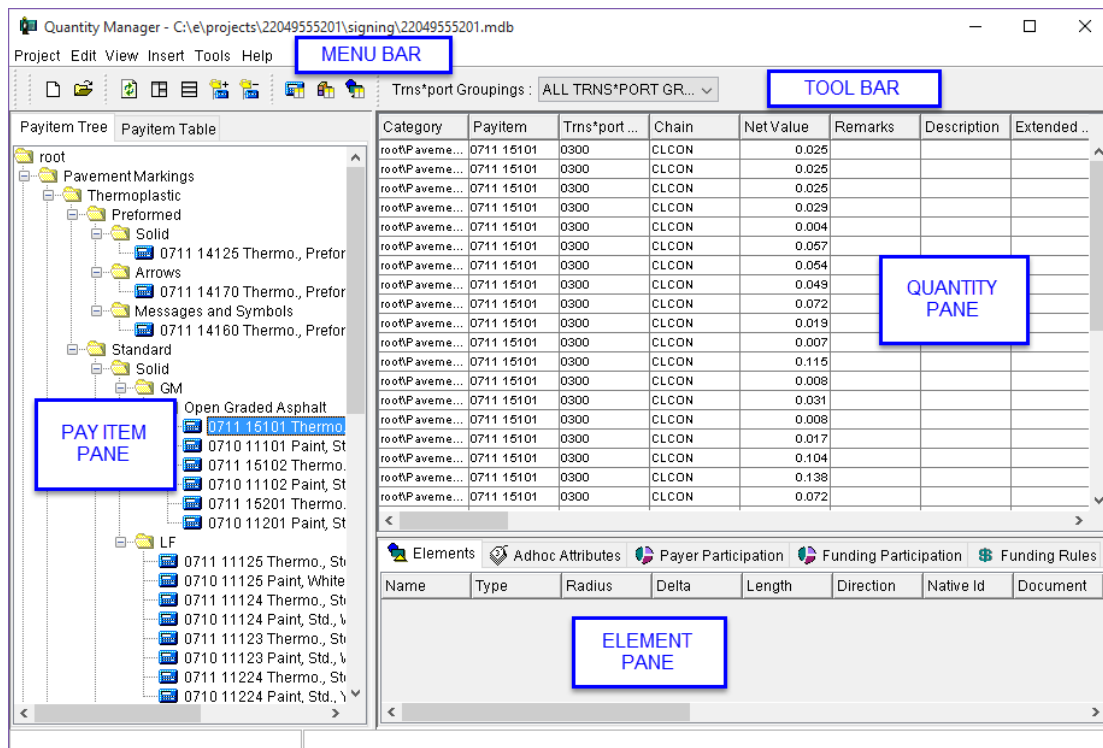 Quantity Manager - C:\e\projects\22049555201\signing\22049555201.mdb
Project Edit View Insert Tools Help
MENU BAR
Trns*port Groupings : ALL TRNS*PORT GR...
TOOL BAR
Payitem Tree Payitem Table
root
Pavement Markings
Thermoplastic
Preformed
Solid
0711 14125 Thermo., Prefor
Arrows
0711 14170 Thermo., Prefor
Messages and Symbols
0711 14160 Thermo., Prefor
Standard
Solid
GM
Open Graded Asphalt
0711 15101 Thermo.
0710 11101 Paint, St
0711 15102 Thermo.
0710 11102 Paint, St
0711 15201 Thermo.
0710 11201 Paint, St
LF
0711 11125 Thermo., St
0710 11125 Paint, White
0711 11124 Thermo., St
0710 11124 Paint, Std., W
0711 11123 Thermo., St
0710 11123 Paint, Std., W
0711 11224 Thermo., St
0710 11224 Paint, Std., Y
PAY ITEM
PANE
Category Payitem Trns*port ... Chain Net Value Remarks Description Extended ..
root\Paveme... 0711 15101 0300 CLCON 0.025
root\Paveme... 0711 15101 0300 CLCON 0.025
root\Paveme... 0711 15101 0300 CLCON 0.025
root\Paveme... 0711 15101 0300 CLCON 0.029
root\Paveme... 0711 15101 0300 CLCON 0.004
root\Paveme... 0711 15101 0300 CLCON 0.057
root\Paveme... 0711 15101 0300 CLCON 0.054
root\Paveme... 0711 15101 0300 CLCON 0.049
root\Paveme... 0711 15101 0300 CLCON 0.072
root\Paveme... 0711 15101 0300 CLCON 0.019
root\Paveme... 0711 15101 0300 CLCON 0.007
root\Paveme... 0711 15101 0300 CLCON 0.115
root\Paveme... 0711 15101 0300 CLCON 0.008
root\Paveme... 0711 15101 0300 CLCON 0.031
root\Paveme... 0711 15101 0300 CLCON 0.008
root\Paveme... 0711 15101 0300 CLCON 0.017
root\Paveme... 0711 15101 0300 CLCON 0.104
root\Paveme... 0711 15101 0300 CLCON 0.138
root\Paveme... 0711 15101 0300 CLCON 0.072
QUANTITY
PANE
Elements Adhoc Attributes Payer Participation Funding Participation Funding Rules
Name Type Radius Delta Length Direction Native Id Document
ELEMENT
PANE